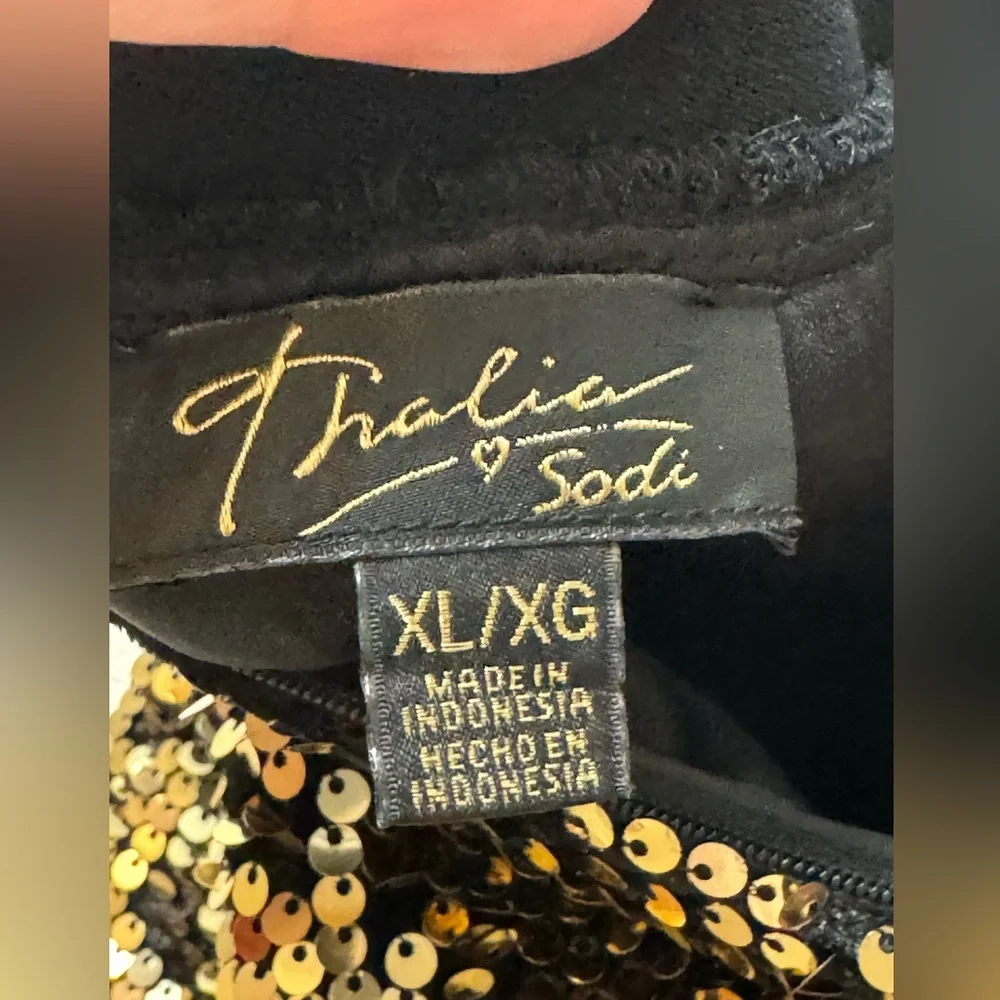 Thalia
Sodi
XL/XG
MADE IN
INDONESIA
HECHO EN
INDONESIA